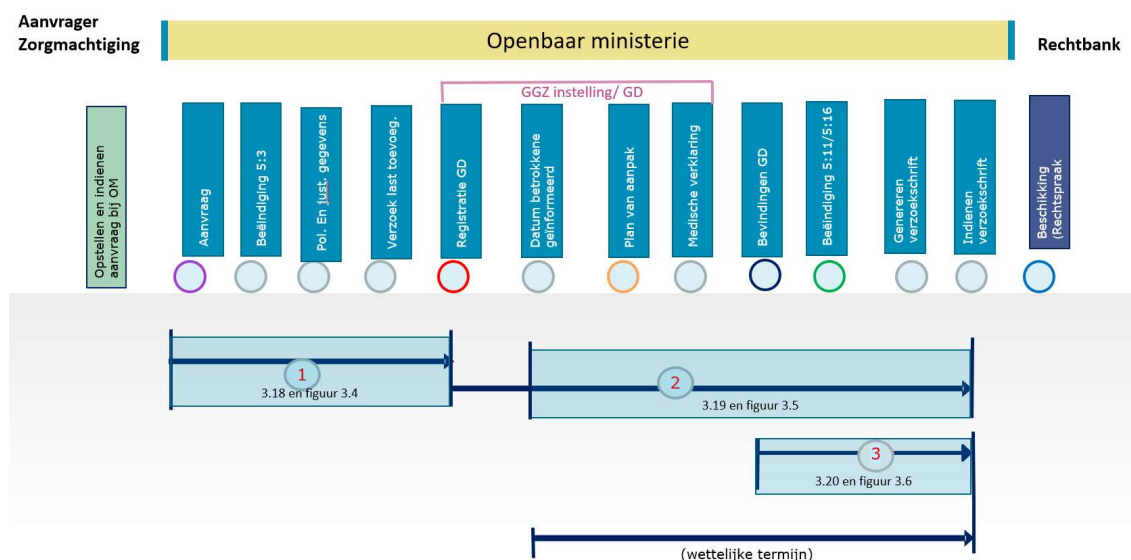 Aanvrager
Zorgmachtiging
Openbaar ministerie
Rechtbank
GGZ instelling/ GD
Opstellen en indienen
aanvraag bij OM
Aanvraag
Beëindiging 5:3
Pol. En just. gegevens
Verzoek last toevoeg.
Registratie GD
Datum betrokkene
geïnformeerd
Plan van aanpak
Medische verklaring
Bevindingen GD
Beëindiging 5:11/5:16
Genereren
verzoekschrift
Indienen
verzoekschrift
Beschikking
(Rechtspraak
1
3.18 en figuur 3.4
2
3.19 en figuur 3.5
3
3.20 en figuur 3.6
(wettelijke termijn)